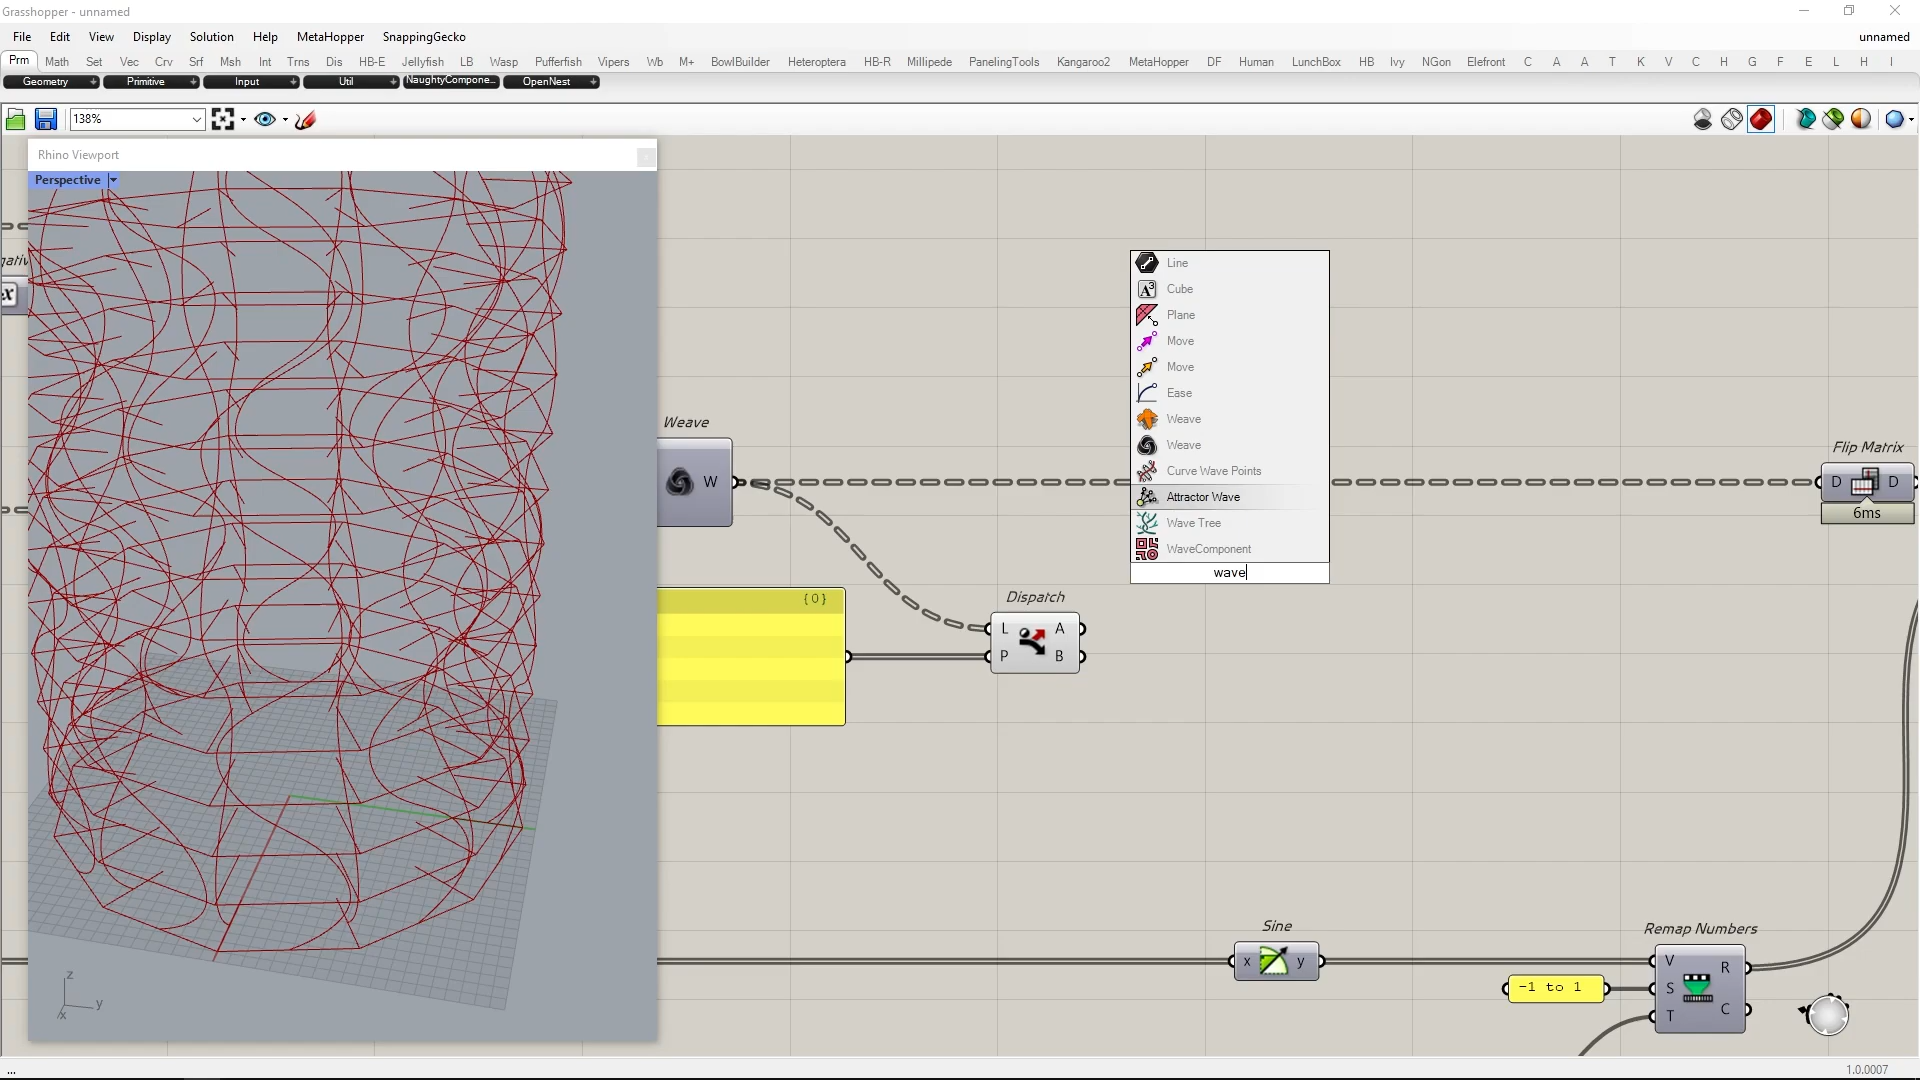 Grasshopper - unnamed
File Edit View Display Solution Help MetaHopper SnappingGecko unnamed
Prm Math Set Vec Crv Srf Msh Int Trns Dis HB-E Jellyfish LB Wasp Pufferfish Vipers Wb M+ BowlBuilder Heteroptera HB-R Millipede PanelingTools Kangaroo2 MetaHopper DF Human LunchBox HB Ivy NGon Elefront C A A T K V C H G F E L H I
Geometry Primitive Input Util NaughtyCompone... OpenNest
138%
Rhino Viewport
Perspective
Line
Cube
Plane
Move
Move
Ease
Weave
Weave
Curve Wave Points
Attractor Wave
Wave Tree
WaveComponent
wave
Weave
W
Flip Matrix
D D
6ms
{0}
Dispatch
L A
P B
Sine
x y
Remap Numbers
V R
S
T C
-1 to 1
z
y
x
...
1.0.0007